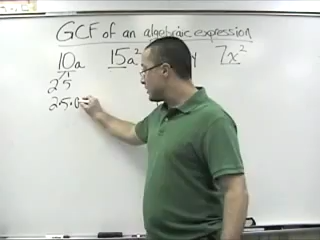 GCF of an algebraic expression
10a 15a² y 7x²
2 5
2·5·a